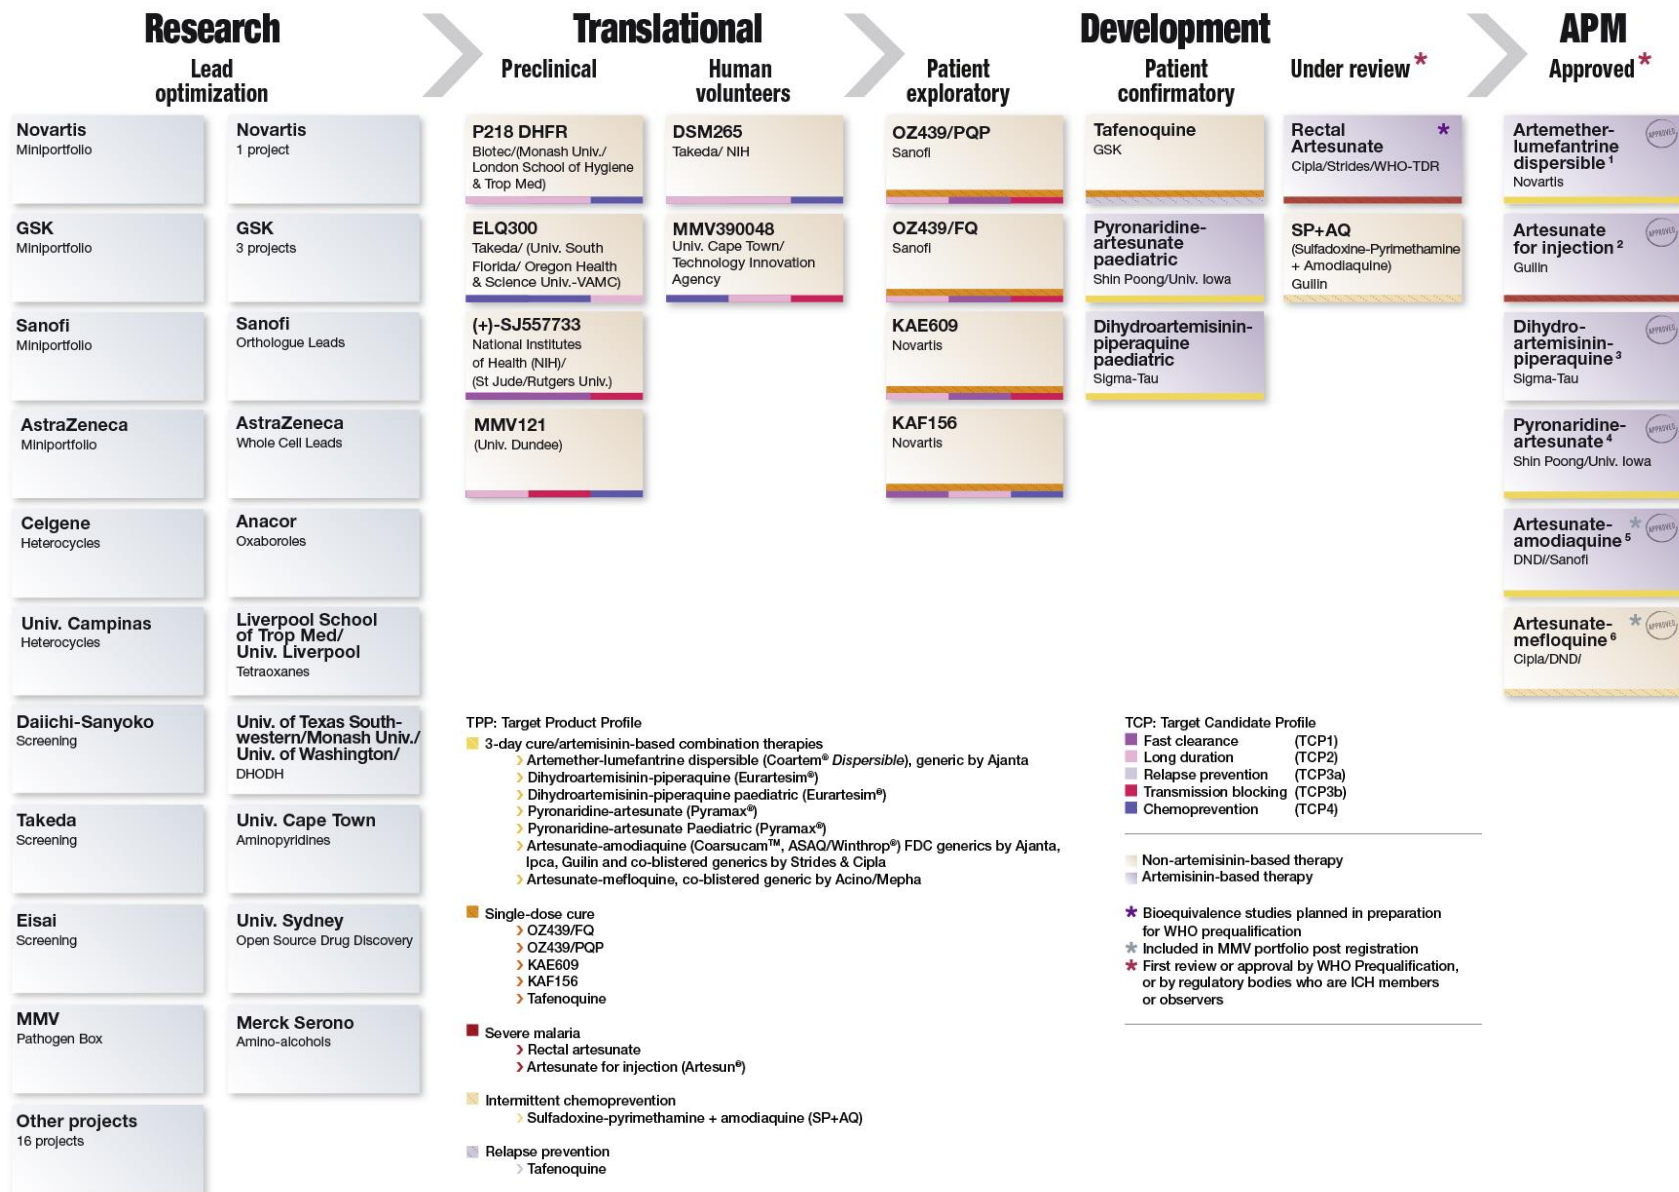 Research
Translational
Development
APM
Lead
optimization
Preclinical
Human
volunteers
Patient
exploratory
Patient
confirmatory
Under review *
Approved *
Novartis
Miniportfolio
GSK
Miniportfolio
Sanofi
Miniportfolio
AstraZeneca
Miniportfolio
Celgene
Heterocycles
Univ. Campinas
Heterocycles
Daiichi-Sanyoko
Screening
Takeda
Screening
Eisai
Screening
MMV
Pathogen Box
Other projects
16 projects
Novartis
1 project
GSK
3 projects
Sanofi
Orthologue Leads
AstraZeneca
Whole Cell Leads
Anacor
Oxaboroles
Liverpool School
of Trop Med/
Univ. Liverpool
Tetraoxanes
Univ. of Texas South-
western/Monash Univ./
Univ. of Washington/
DHODH
Univ. Cape Town
Aminopyridines
Univ. Sydney
Open Source Drug Discovery
Merck Serono
Amino-alcohols
P218 DHFR
Biotec/(Monash Univ./
London School of Hygiene
& Trop Med)
ELQ300
Takeda/ (Univ. South
Florida/ Oregon Health
& Science Univ.-VAMC)
(+)-SJ557733
National Institutes
of Health (NIH)/
(St Jude/Rutgers Univ.)
MMV121
(Univ. Dundee)
DSM265
Takeda/ NIH
MMV390048
Univ. Cape Town/
Technology Innovation
Agency
OZ439/PQP
Sanofi
OZ439/FQ
Sanofi
KAE609
Novartis
KAF156
Novartis
Tafenoquine
GSK
Pyronaridine-
artesunate
paediatric
Shin Poong/Univ. Iowa
Dihydroartemisinin-
piperaquine
paediatric
Sigma-Tau
Rectal *
Artesunate
Cipla/Strides/WHO-TDR
SP+AQ
(Sulfadoxine-Pyrimethamine
+ Amodiaquine)
Guilin
Artemether-
lumefantrine
dispersible 1
Novartis
APPROVED
Artesunate
for injection 2
Guilin
APPROVED
Dihydro-
artemisinin-
piperaquine 3
Sigma-Tau
APPROVED
Pyronaridine-
artesunate 4
Shin Poong/Univ. Iowa
APPROVED
Artesunate- *
amodiaquine 5
DNDi/Sanofi
APPROVED
Artesunate- *
mefloquine 6
Cipla/DNDi
APPROVED
TPP: Target Product Profile
3-day cure/artemisinin-based combination therapies
› Artemether-lumefantrine dispersible (Coartem® Dispersible), generic by Ajanta
› Dihydroartemisinin-piperaquine (Eurartesim®)
› Dihydroartemisinin-piperaquine paediatric (Eurartesim®)
› Pyronaridine-artesunate (Pyramax®)
› Pyronaridine-artesunate Paediatric (Pyramax®)
› Artesunate-amodiaquine (Coarsucam™, ASAQ/Winthrop®) FDC generics by Ajanta,
Ipca, Guilin and co-blistered generics by Strides & Cipla
› Artesunate-mefloquine, co-blistered generic by Acino/Mepha
Single-dose cure
› OZ439/FQ
› OZ439/PQP
› KAE609
› KAF156
› Tafenoquine
Severe malaria
› Rectal artesunate
› Artesunate for injection (Artesun®)
Intermittent chemoprevention
› Sulfadoxine-pyrimethamine + amodiaquine (SP+AQ)
Relapse prevention
› Tafenoquine
TCP: Target Candidate Profile
Fast clearance (TCP1)
Long duration (TCP2)
Relapse prevention (TCP3a)
Transmission blocking (TCP3b)
Chemoprevention (TCP4)
Non-artemisinin-based therapy
Artemisinin-based therapy
* Bioequivalence studies planned in preparation
for WHO prequalification
* Included in MMV portfolio post registration
* First review or approval by WHO Prequalification,
or by regulatory bodies who are ICH members
or observers